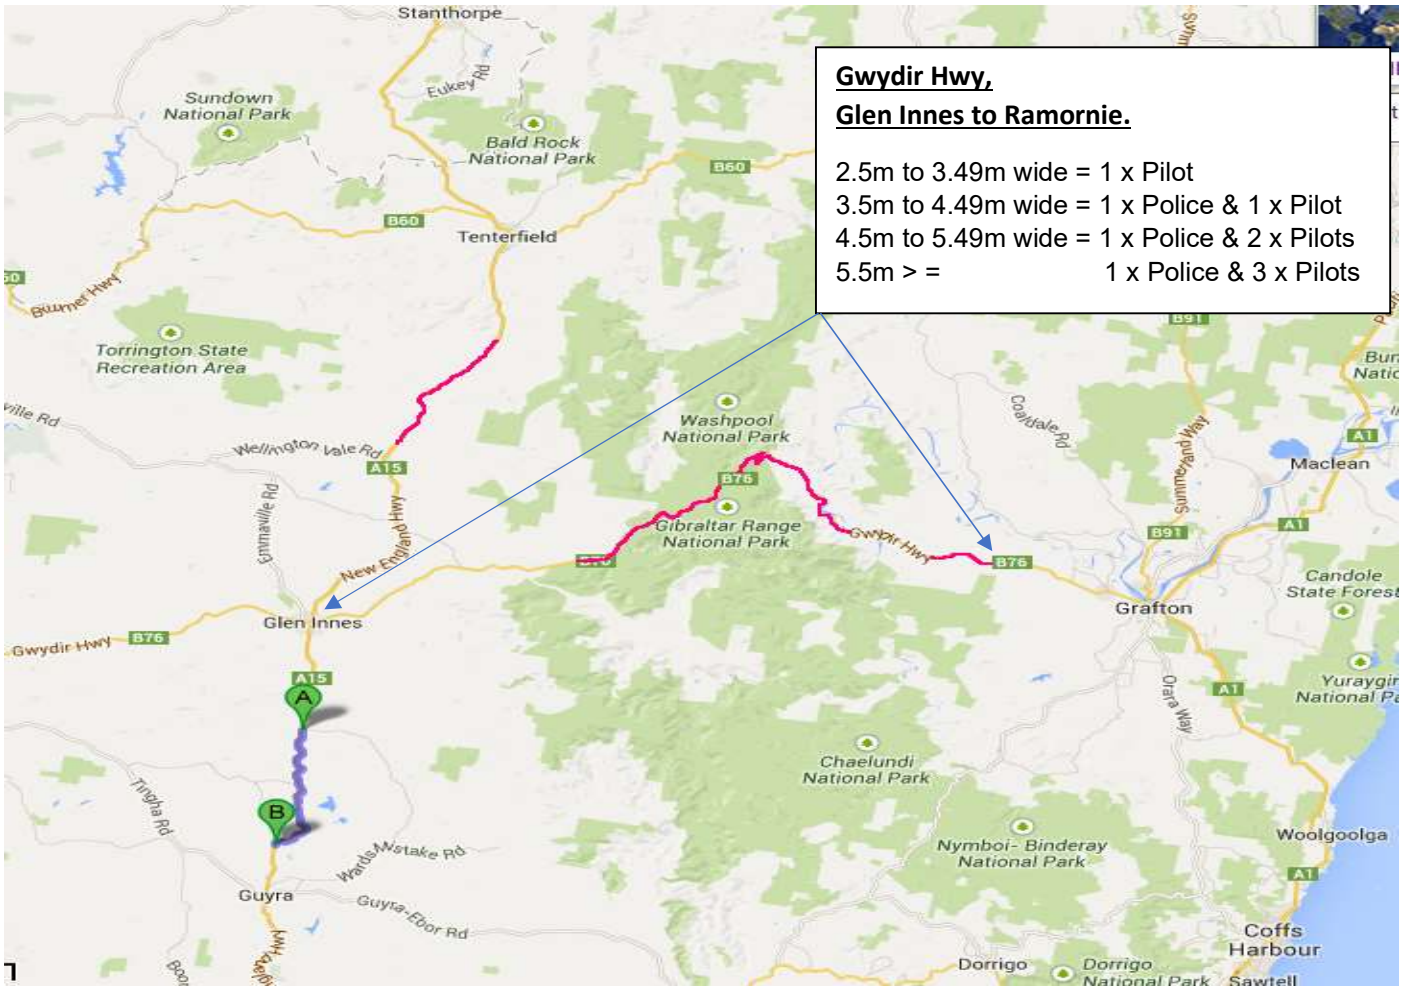 Stanthorpe
Eukey Rd
Sundown
National Park
Bald Rock
National Park
B60
B60
Tenterfield
Gwydir Hwy,
Glen Innes to Ramornie.
2.5m to 3.49m wide = 1 x Pilot
3.5m to 4.49m wide = 1 x Police & 1 x Pilot
4.5m to 5.49m wide = 1 x Police & 2 x Pilots
5.5m > = 1 x Police & 3 x Pilots
Torrington State
Recreation Area
B91
ville Rd
Wellington Vale Rd
A15
Washpool
National Park
Coaldale Rd
Summerland Way
A1
Maclean
Emmaville Rd
New England Hwy
B76
Gibraltar Range
National Park
Gwydir Hwy
B91
A1
B76
Candole
State Forest
Grafton
Glen Innes
Gwydir Hwy
B76
A15
A
Yuraygir
National Pa
A1
Orara Way
Chaelundi
National Park
Tingha Rd
B
Wards Mistake Rd
Nymboi- Binderay
National Park
Woolgoolga
A1
Guyra
Guyra-Ebor Rd
Coffs
Harbour
Dorrigo
Dorrigo
National Park
Sawtell